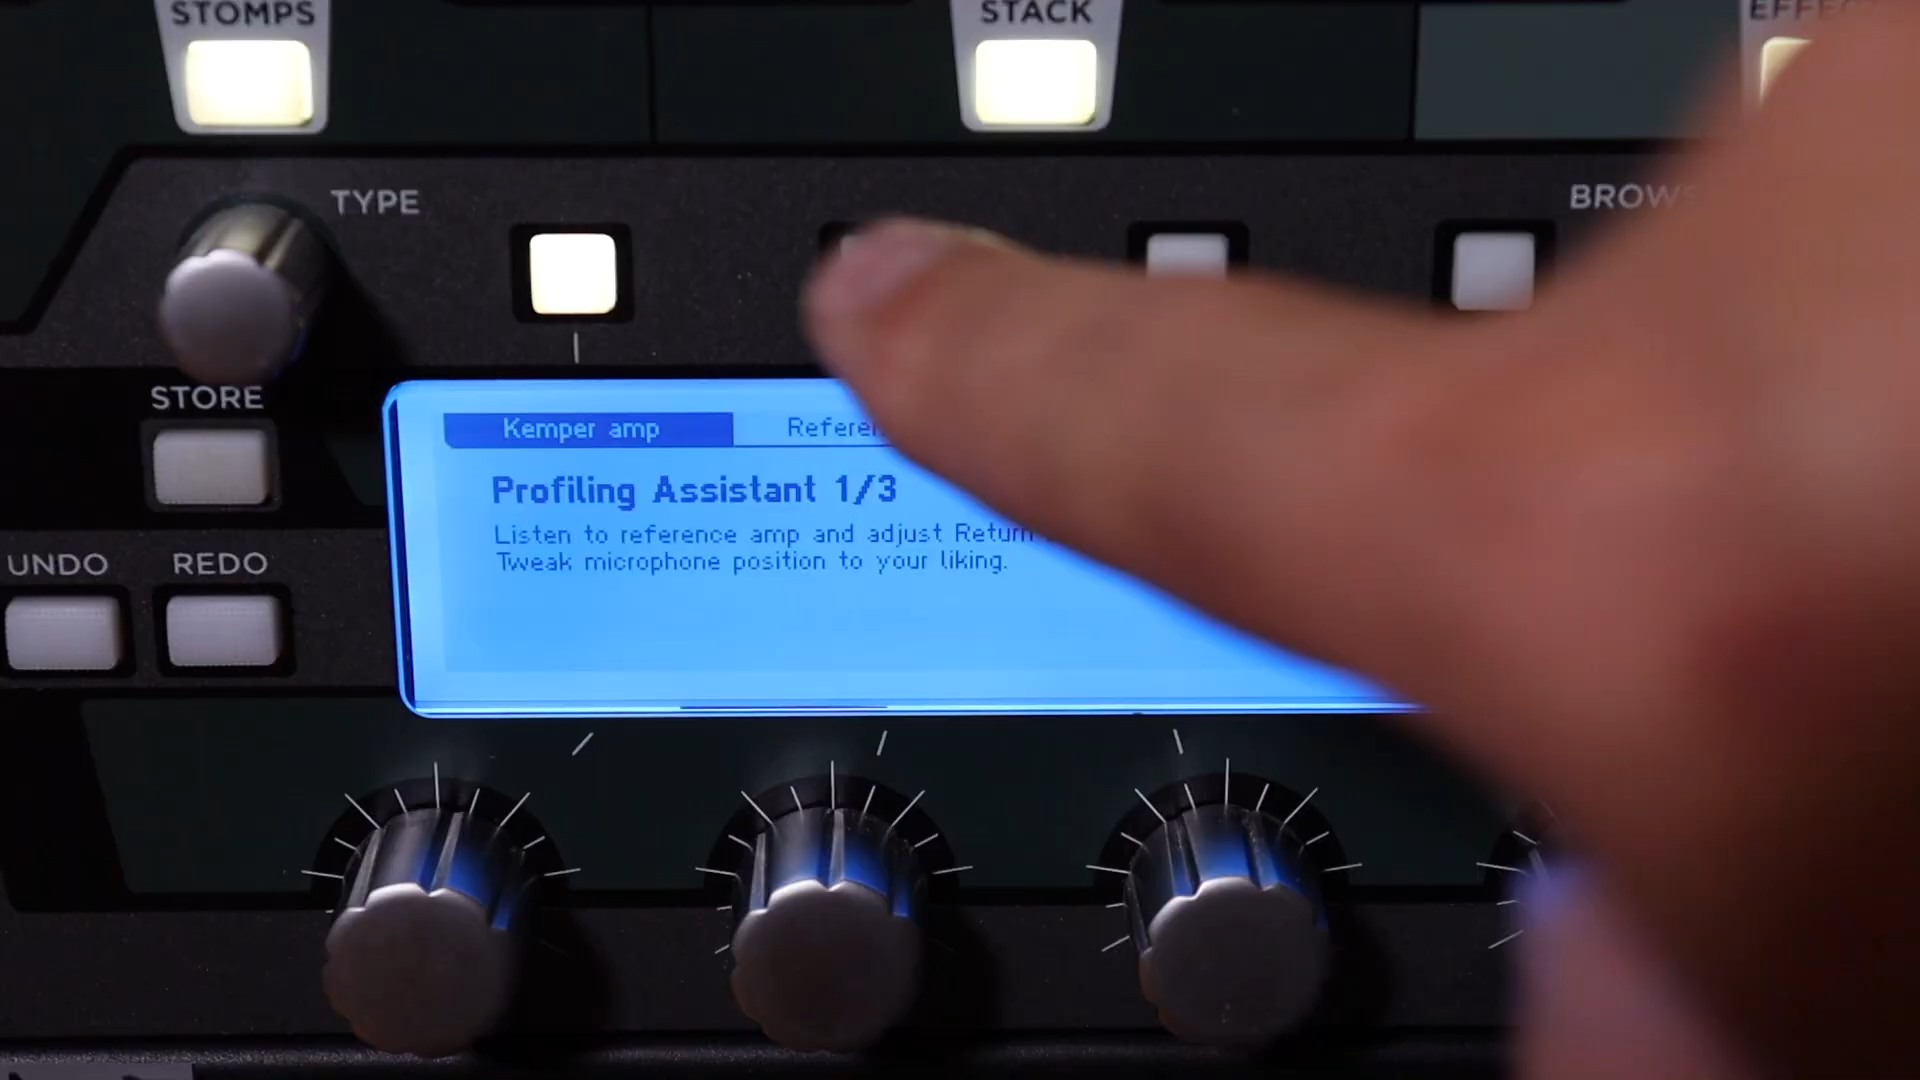 STOMPS
STACK
TYPE
STORE
Kemper amp
Profiling Assistant 1/3
Listen to reference amp and adjust Return
Tweak microphone position to your liking.
UNDO
REDO